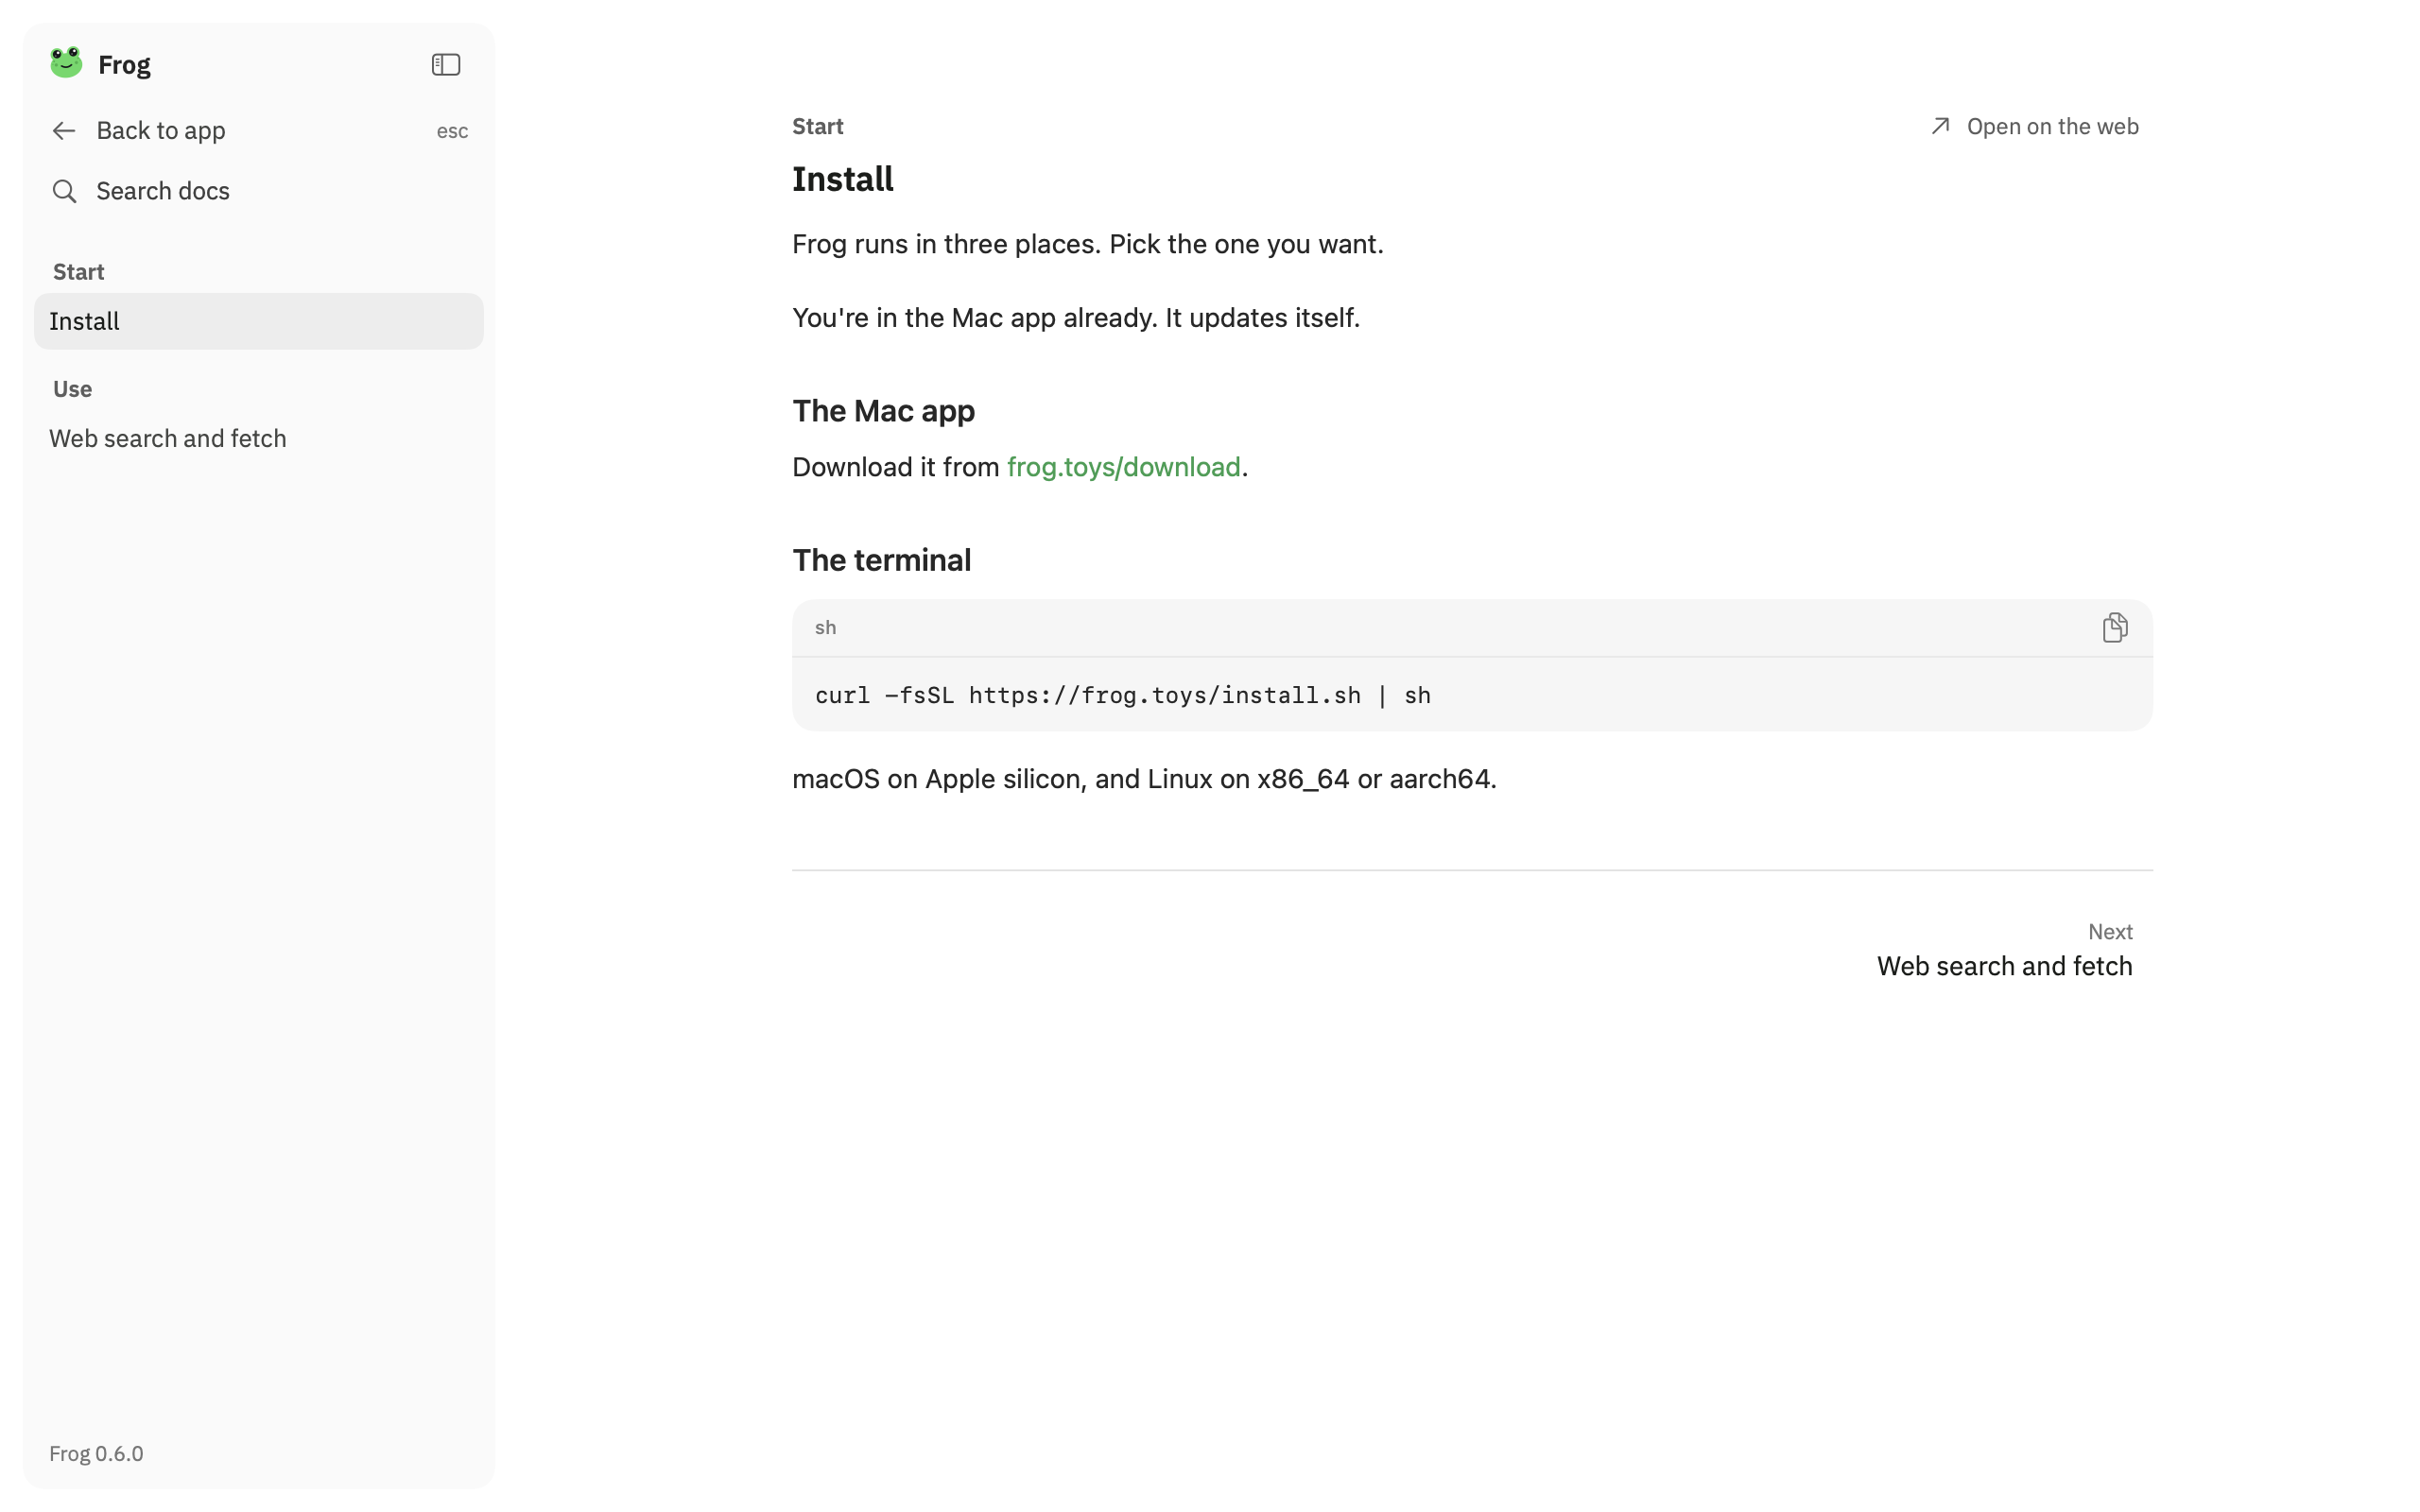 Frog
Back to app esc
Search docs
Start
Install
Use
Web search and fetch
Frog 0.6.0
Start
Open on the web
Install
Frog runs in three places. Pick the one you want.
You're in the Mac app already. It updates itself.
The Mac app
Download it from frog.toys/download.
The terminal
sh
curl -fsSL https://frog.toys/install.sh | sh
macOS on Apple silicon, and Linux on x86_64 or aarch64.
Next
Web search and fetch